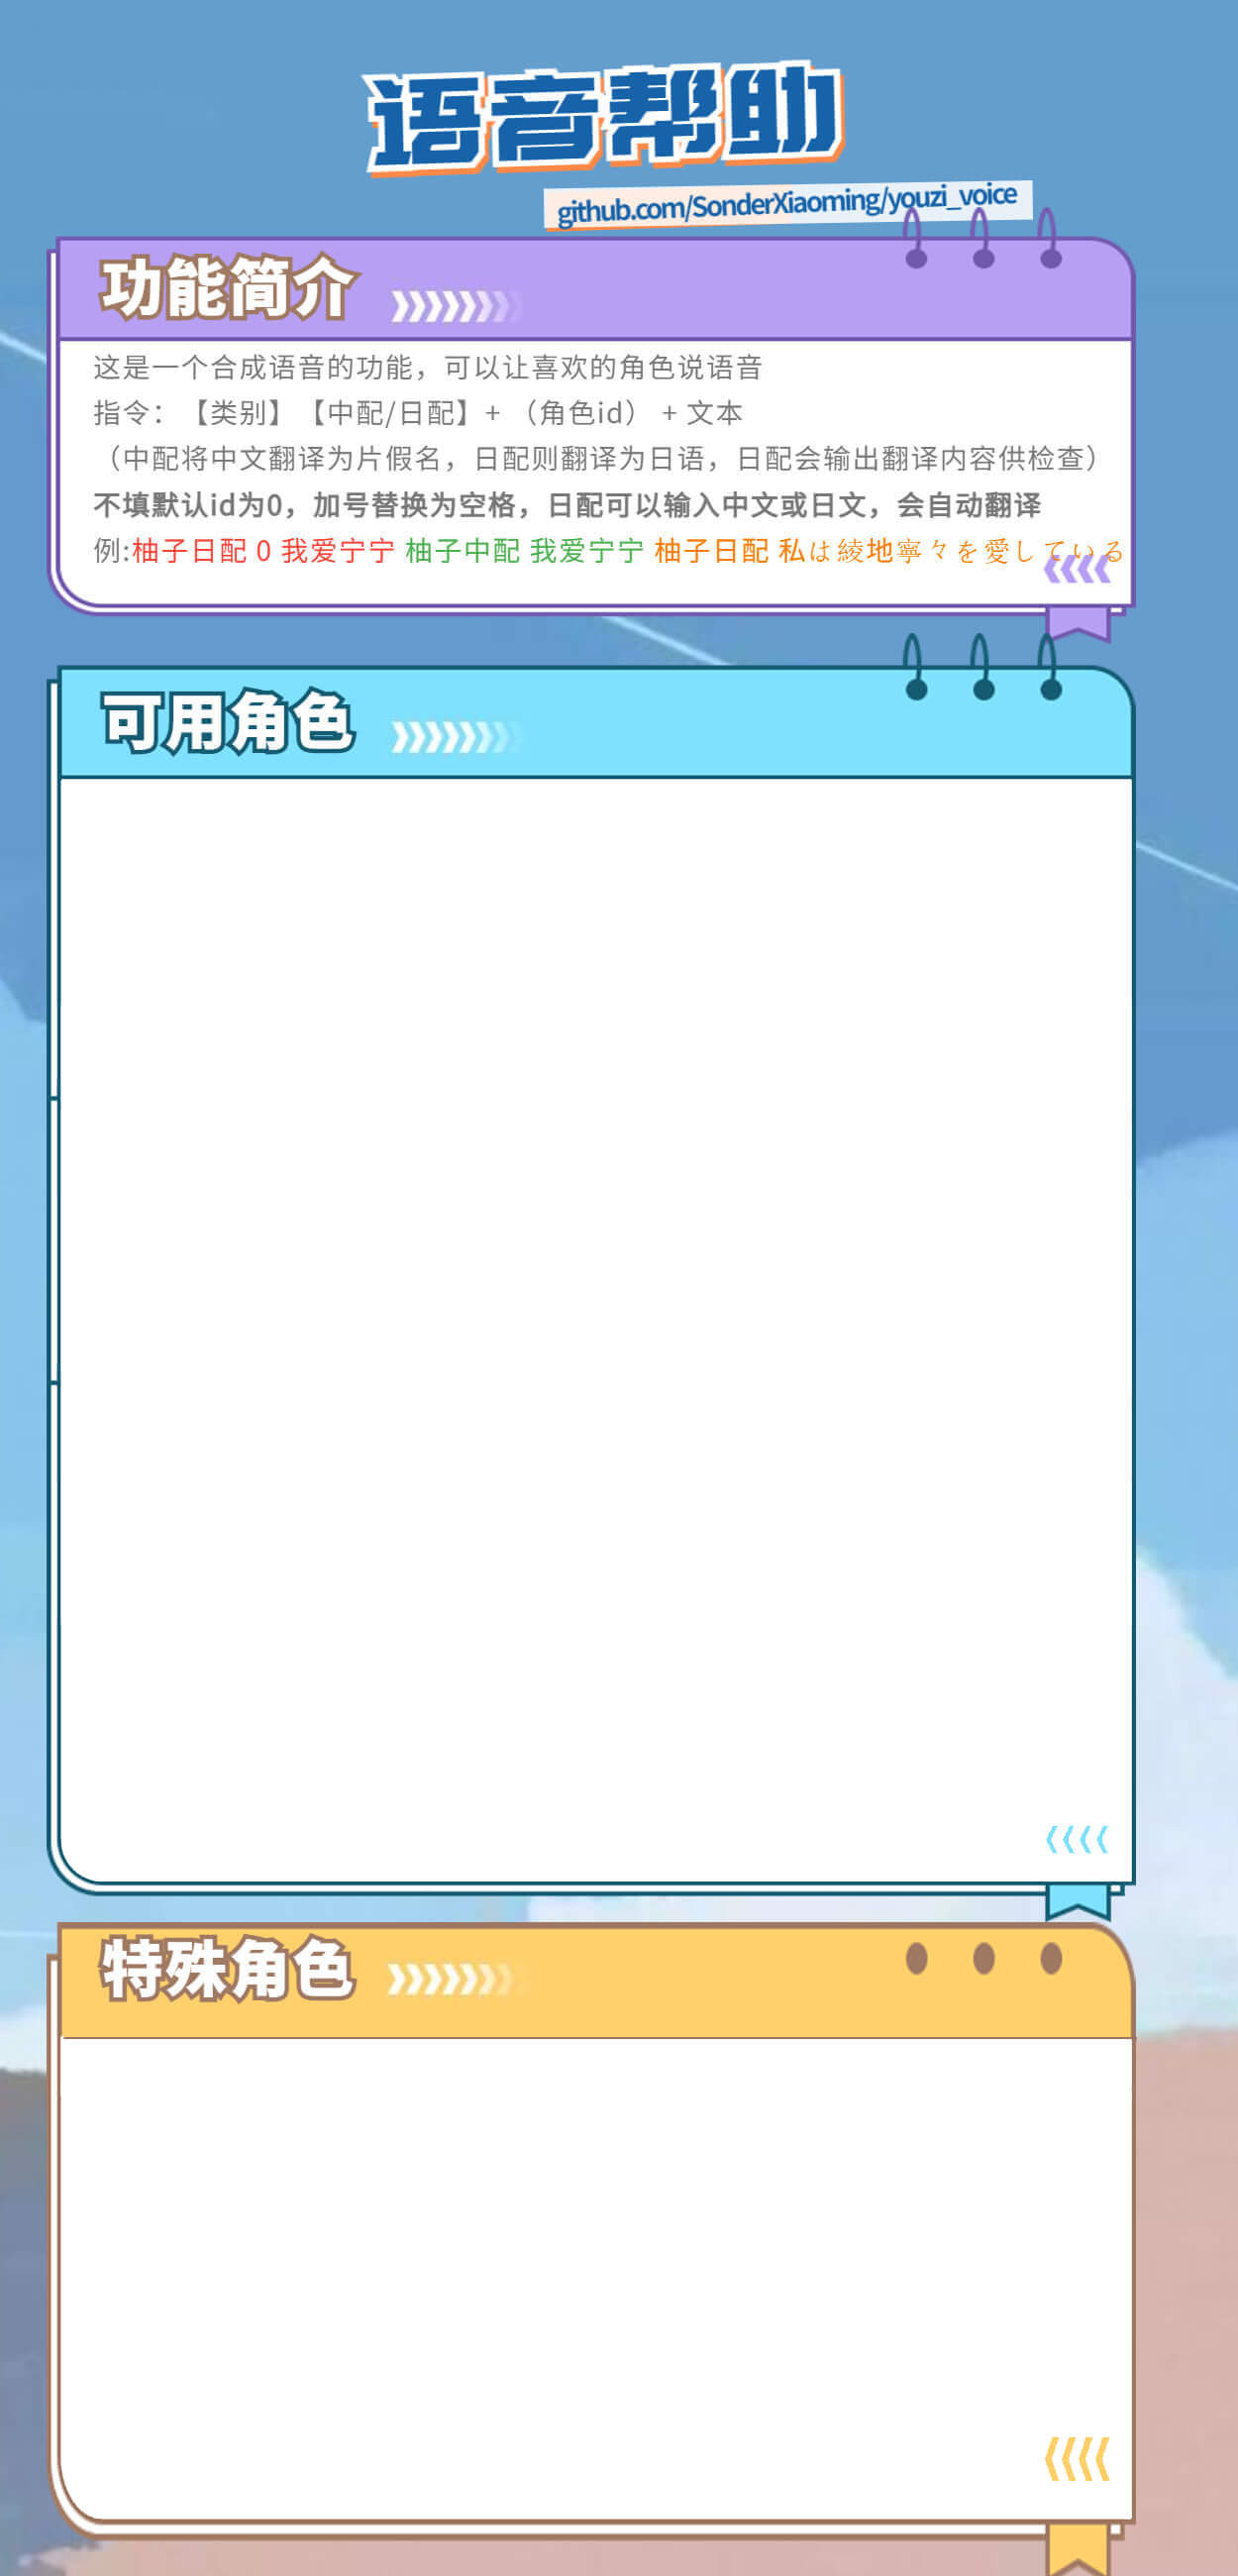 语音帮助
github.com/SonderXiaoming/youzi_voice
功能简介
这是一个合成语音的功能，可以让喜欢的角色说语音
指令：【类别】【中配/日配】+ （角色id） + 文本
（中配将中文翻译为片假名，日配则翻译为日语，日配会输出翻译内容供检查）
不填默认id为0，加号替换为空格，日配可以输入中文或日文，会自动翻译
例:柚子日配 0 我爱宁宁 柚子中配 我爱宁宁 柚子日配 私は綾地寧々を愛している
可用角色
特殊角色